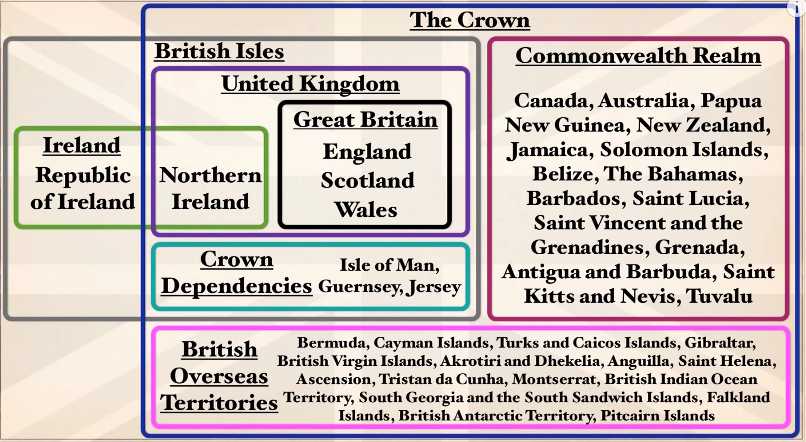 The Crown
British Isles
United Kingdom
Great Britain
England
Scotland
Wales
Ireland
Republic
of Ireland
Northern
Ireland
Crown
Dependencies
Isle of Man,
Guernsey, Jersey
Commonwealth Realm
Canada, Australia, Papua
New Guinea, New Zealand,
Jamaica, Solomon Islands,
Belize, The Bahamas,
Barbados, Saint Lucia,
Saint Vincent and the
Grenadines, Grenada,
Antigua and Barbuda, Saint
Kitts and Nevis, Tuvalu
British
Overseas
Territories
Bermuda, Cayman Islands, Turks and Caicos Islands, Gibraltar,
British Virgin Islands, Akrotiri and Dhekelia, Anguilla, Saint Helena,
Ascension, Tristan da Cunha, Montserrat, British Indian Ocean
Territory, South Georgia and the South Sandwich Islands, Falkland
Islands, British Antarctic Territory, Pitcairn Islands